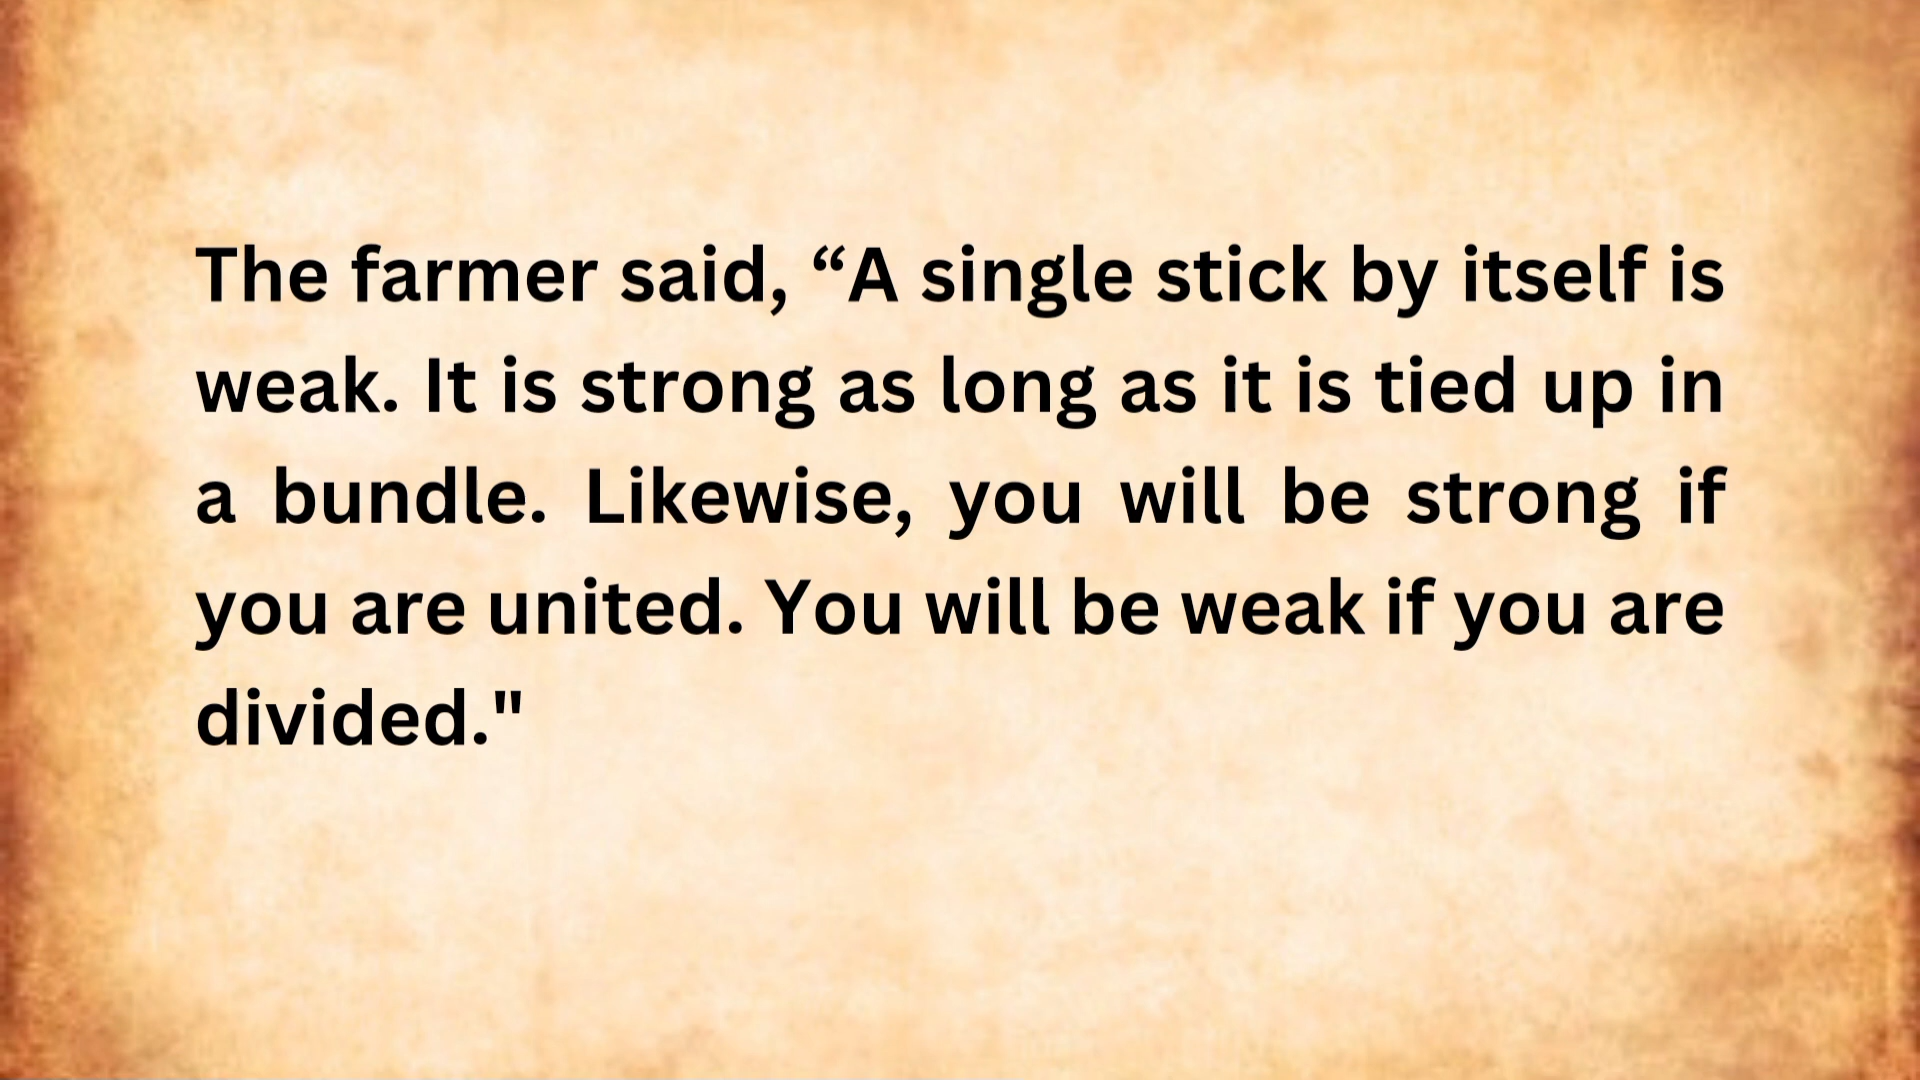 The farmer said, “A single stick by itself is
weak. It is strong as long as it is tied up in
a bundle. Likewise, you will be strong if
you are united. You will be weak if you are
divided."